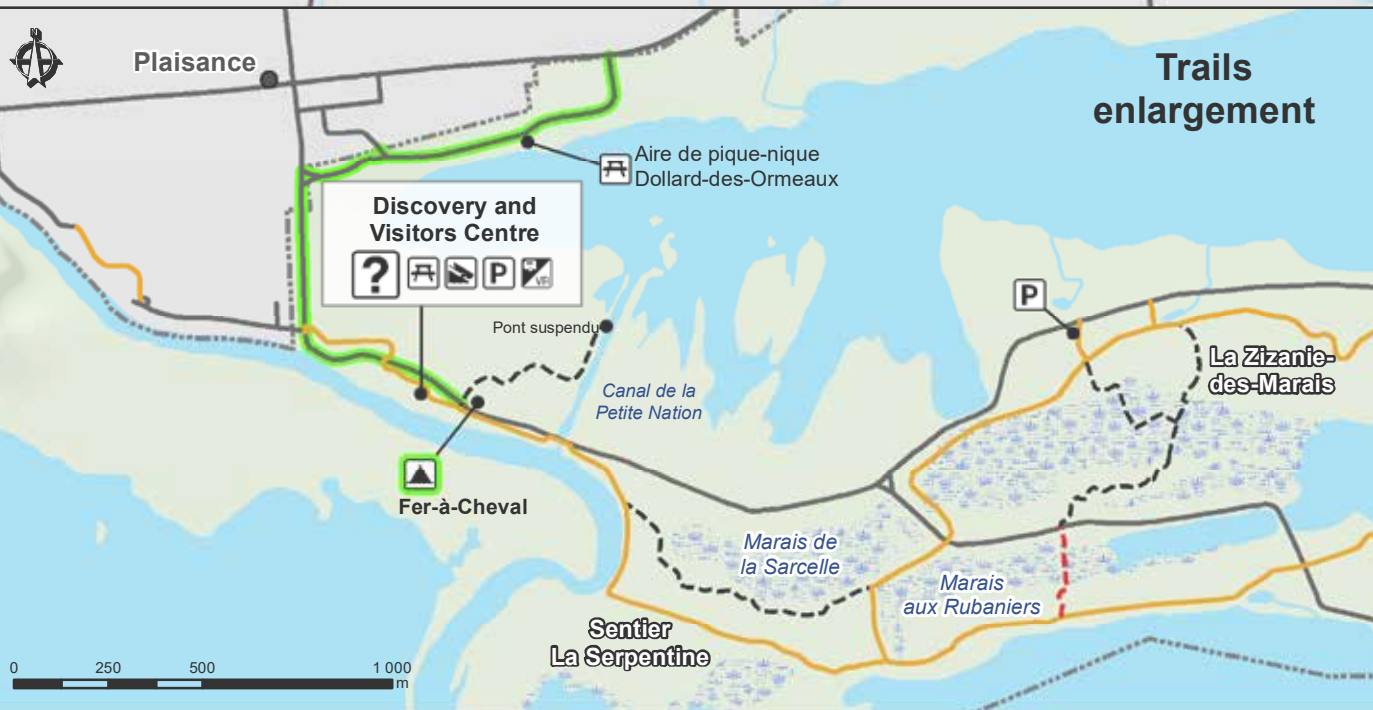 N
Plaisance
Trails
enlargement
Aire de pique-nique
Dollard-des-Ormeaux
Discovery and
Visitors Centre
?
P
VR
P
Pont suspendu
La Zizanie-
des-Marais
Canal de la
Petite Nation
Fer-à-Cheval
Marais de
la Sarcelle
Marais
aux Rubaniers
Sentier
La Serpentine
0 250 500 1 000
m